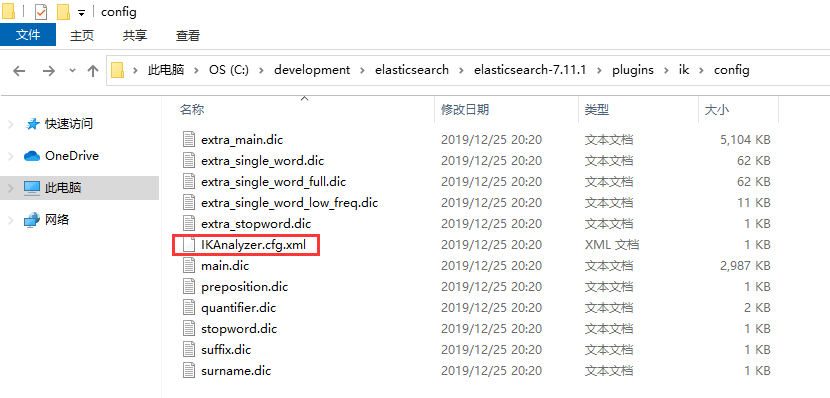 config
文件 主页 共享 查看
此电脑 OS (C:) development elasticsearch elasticsearch-7.11.1 plugins ik config
名称 修改日期 类型 大小
快速访问
OneDrive
此电脑
网络
extra_main.dic 2019/12/25 20:20 文本文档 5,104 KB
extra_single_word.dic 2019/12/25 20:20 文本文档 62 KB
extra_single_word_full.dic 2019/12/25 20:20 文本文档 62 KB
extra_single_word_low_freq.dic 2019/12/25 20:20 文本文档 11 KB
extra_stopword.dic 2019/12/25 20:20 文本文档 1 KB
IKAnalyzer.cfg.xml 2019/12/25 20:20 XML 文档 1 KB
main.dic 2019/12/25 20:20 文本文档 2,987 KB
preposition.dic 2019/12/25 20:20 文本文档 1 KB
quantifier.dic 2019/12/25 20:20 文本文档 2 KB
stopword.dic 2019/12/25 20:20 文本文档 1 KB
suffix.dic 2019/12/25 20:20 文本文档 1 KB
surname.dic 2019/12/25 20:20 文本文档 1 KB